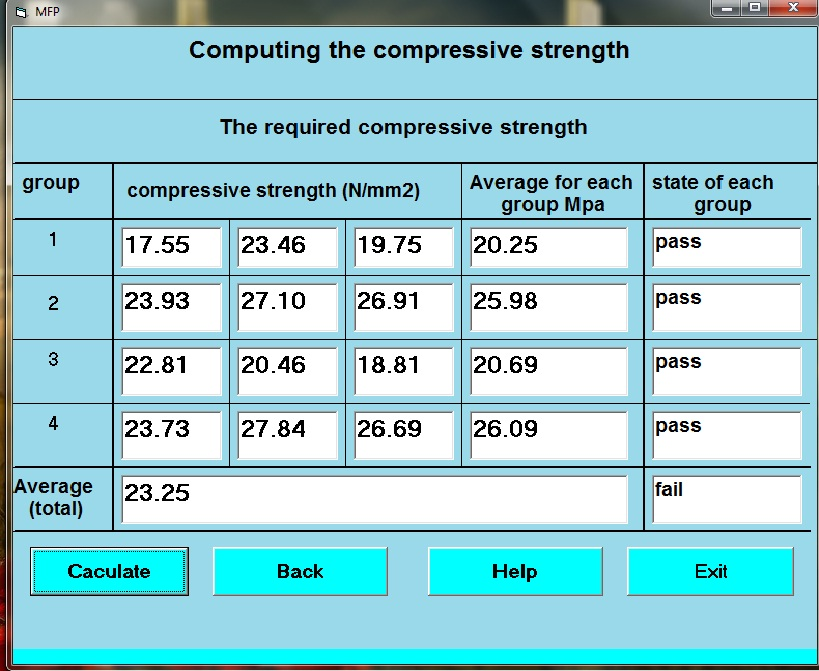 MFP
Computing the compressive strength
The required compressive strength
group compressive strength (N/mm2) Average for each group Mpa state of each group
1 17.55 23.46 19.75 20.25 pass
2 23.93 27.10 26.91 25.98 pass
3 22.81 20.46 18.81 20.69 pass
4 23.73 27.84 26.69 26.09 pass
Average (total) 23.25 fail
Caculate Back Help Exit